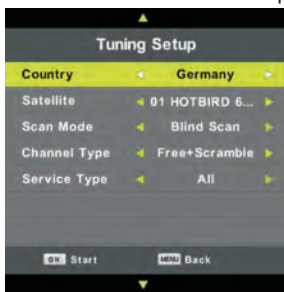 Tuning Setup
Country Germany
Satellite 01 HOTBIRD 6...
Scan Mode Blind Scan
Channel Type Free+Scramble
Service Type All
OK Start MENU Back